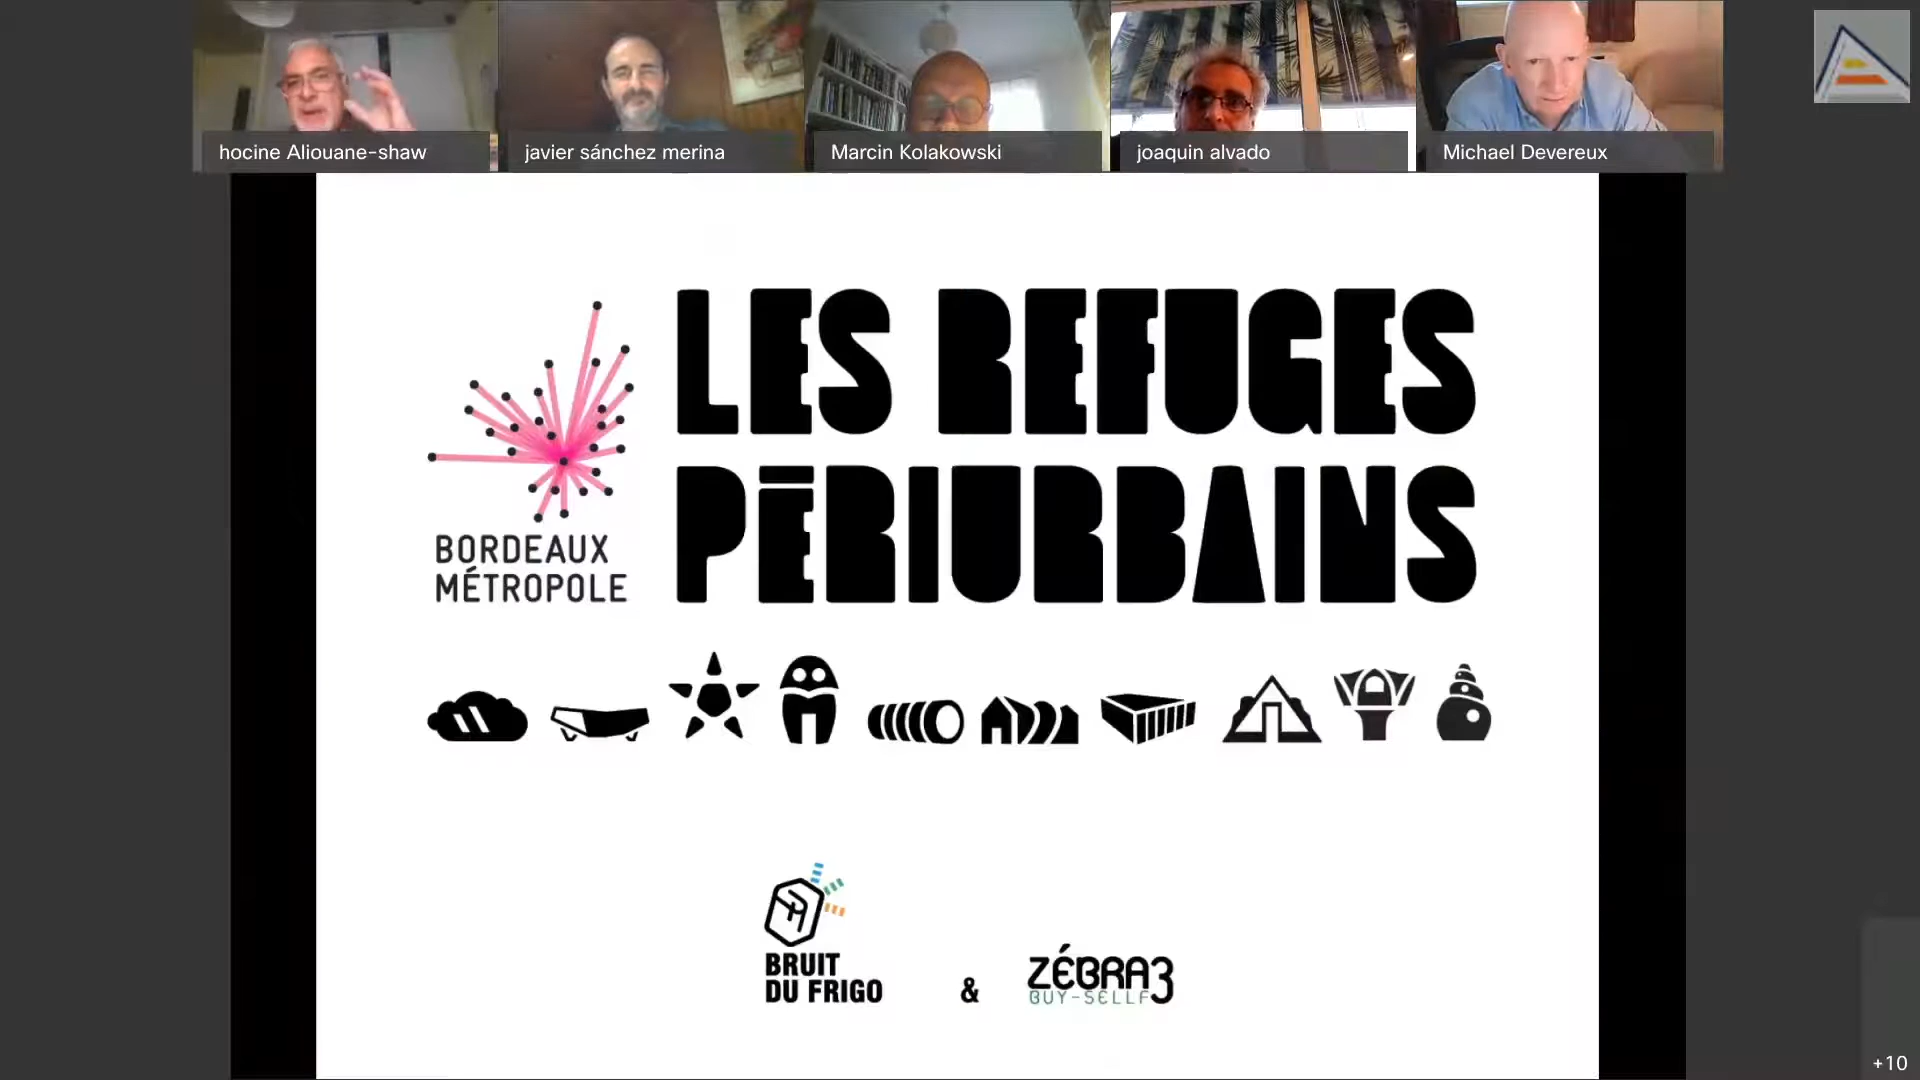 hocine Aliouane-shaw
javier sánchez merina
Marcin Kolakowski
joaquin alvado
Michael Devereux
LES REFUGES
PÉRIURBAINS
BORDEAUX
MÉTROPOLE
BRUIT
DU FRIGO
&
ZÉBRA3
BUY-SELLF
+10